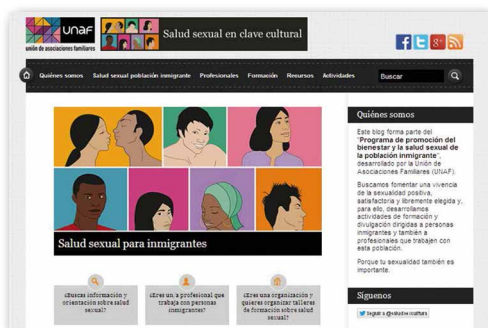 unaf
unión de asociaciones familiares
Salud sexual en clave cultural
Quiénes somos
Salud sexual población inmigrante
Profesionales
Formación
Recursos
Actividades
Buscar
Salud sexual para inmigrantes
¿Buscas información y
orientación sobre salud
sexual?
¿Eres un/a profesional que
trabaja con personas
inmigrantes?
¿Eres una organización y
quieres organizar talleres
de formación sobre salud
sexual?
Quiénes somos
Este blog forma parte del
"Programa de promoción del
bienestar y la salud sexual de
la población inmigrante",
desarrollado por la Unión de
Asociaciones Familiares (UNAF).
Buscamos fomentar una vivencia
de la sexualidad positiva,
satisfactoria y libremente elegida y,
para ello, desarrollamos
actividades de formación y
divulgación dirigidas a personas
inmigrantes y también a
profesionales que trabajen con
esta población.
Porque tu sexualidad también es
importante.
Síguenos
Seguir a